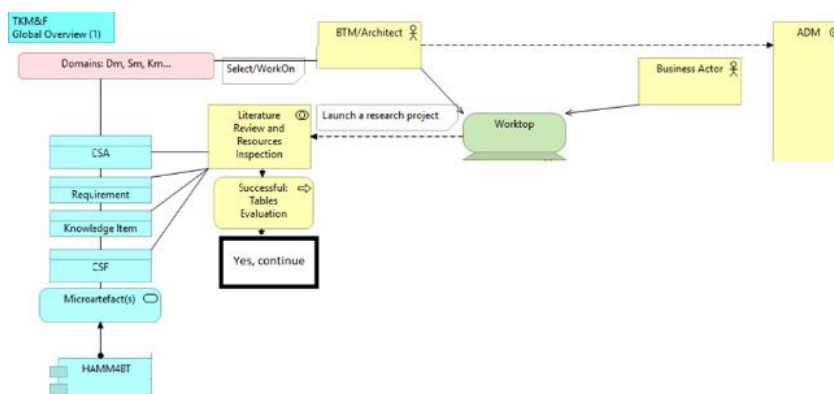 TKM&F
Global Overview (1)
BTM/Architect
ADM
Domains: Dm, Sm, Km...
Select/WorkOn
Business Actor
Literature
Review and
Resources
Inspection
Launch a research project
Worktop
CSA
Requirement
Successful:
Tables
Evaluation
Knowledge Item
Yes, continue
CSF
Microartefact(s)
HAMM4BT